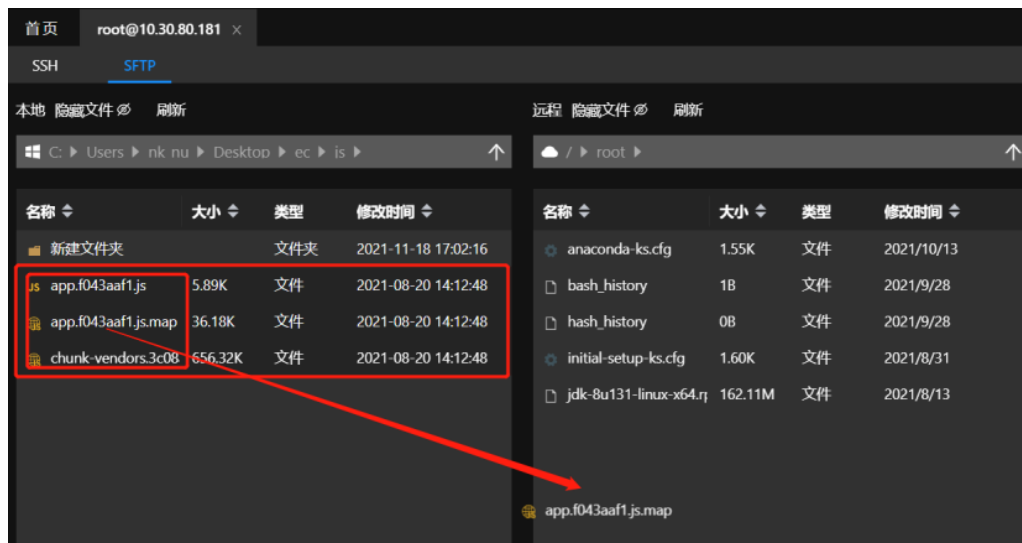 首页 root@10.30.80.181 ×
SSH SFTP
本地 隐藏文件 刷新
C: Users nk nu Desktop ec is
名称 大小 类型 修改时间
新建文件夹 文件夹 2021-11-18 17:02:16
JS app.f043aaf1.js 5.89K 文件 2021-08-20 14:12:48
app.f043aaf1.js.map 36.18K 文件 2021-08-20 14:12:48
chunk-vendors.3c08 656.32K 文件 2021-08-20 14:12:48
远程 隐藏文件 刷新
/ root
名称 大小 类型 修改时间
anaconda-ks.cfg 1.55K 文件 2021/10/13
bash_history 1B 文件 2021/9/28
hash_history 0B 文件 2021/9/28
initial-setup-ks.cfg 1.60K 文件 2021/8/31
jdk-8u131-linux-x64.r 162.11M 文件 2021/8/13
app.f043aaf1.js.map